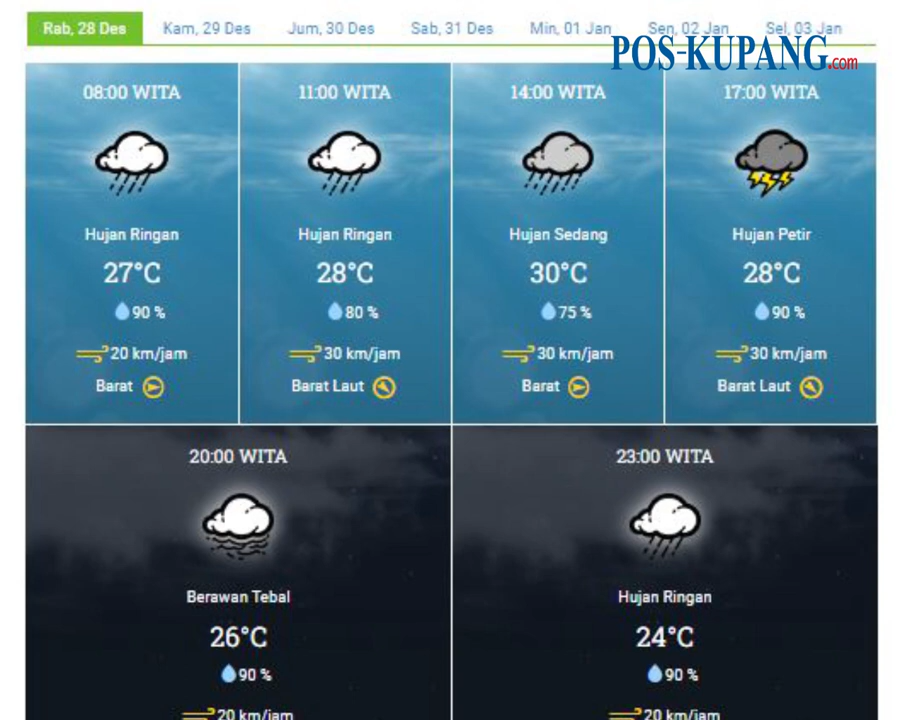 Rab, 28 Des Kam, 29 Des Jum, 30 Des Sab, 31 Des Min, 01 Jan Sen, 02 Jan Sel, 03 Jan
POS-KUPANG.com
08:00 WITA 11:00 WITA 14:00 WITA 17:00 WITA
Hujan Ringan Hujan Ringan Hujan Sedang Hujan Petir
27°C 28°C 30°C 28°C
90 % 80 % 75 % 90 %
20 km/jam 30 km/jam 30 km/jam 30 km/jam
Barat Barat Laut Barat Barat Laut
20:00 WITA 23:00 WITA
Berawan Tebal Hujan Ringan
26°C 24°C
90 % 90 %
20 km/jam 20 km/jam